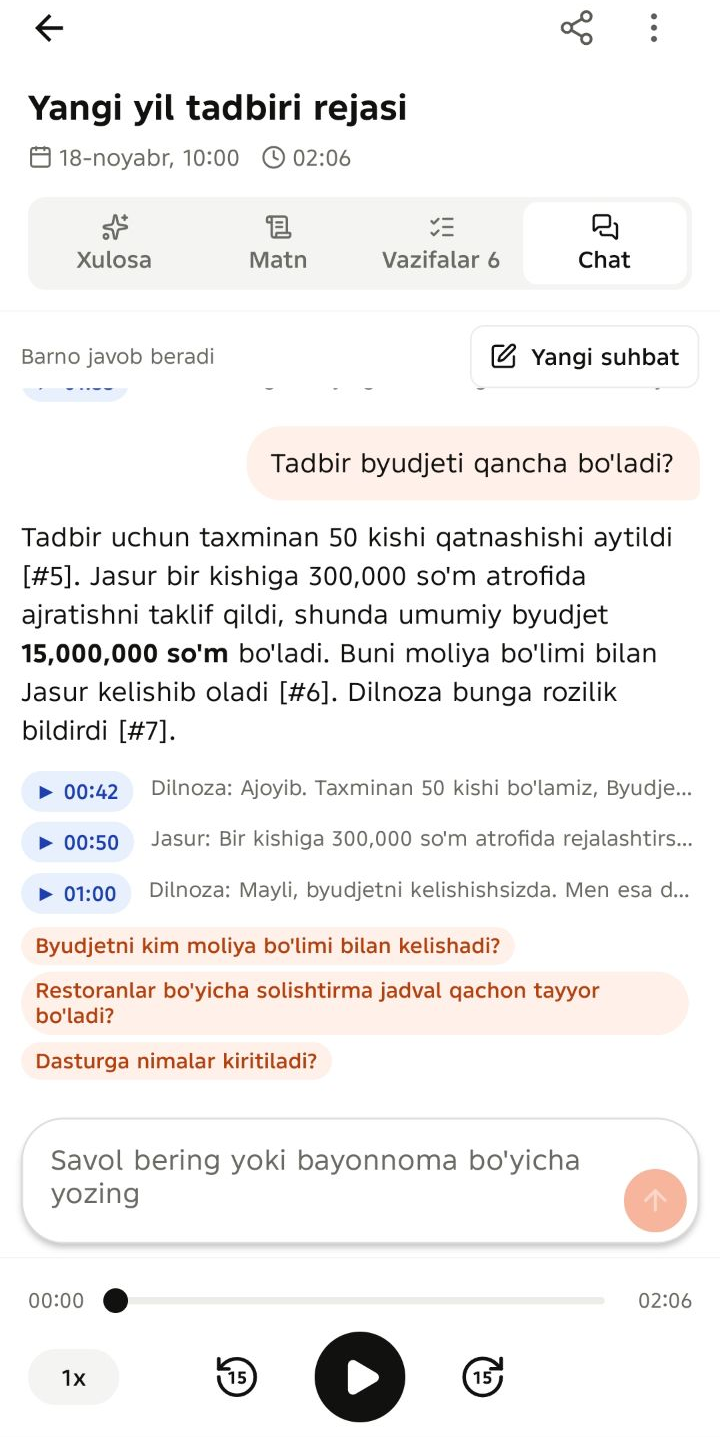 Yangi yil tadbiri rejasi
18-noyabr, 10:00 02:06
Xulosa Matn Vazifalar 6 Chat
Barno javob beradi
Yangi suhbat
Tadbir byudjeti qancha bo'ladi?
Tadbir uchun taxminan 50 kishi qatnashishi aytildi
[#5]. Jasur bir kishiga 300,000 so'm atrofida
ajratishni taklif qildi, shunda umumiy byudjet
15,000,000 so'm bo'ladi. Buni moliya bo'limi bilan
Jasur kelishib oladi [#6]. Dilnoza bunga rozilik
bildirdi [#7].
00:42 Dilnoza: Ajoyib. Taxminan 50 kishi bo'lamiz, Byudje...
00:50 Jasur: Bir kishiga 300,000 so'm atrofida rejalashtirs...
01:00 Dilnoza: Mayli, byudjetni kelishishsizda. Men esa d...
Byudjetni kim moliya bo'limi bilan kelishadi?
Restoranlar bo'yicha solishtirma jadval qachon tayyor
bo'ladi?
Dasturga nimalar kiritiladi?
Savol bering yoki bayonnoma bo'yicha
yozing
00:00 02:06
1x 15 15